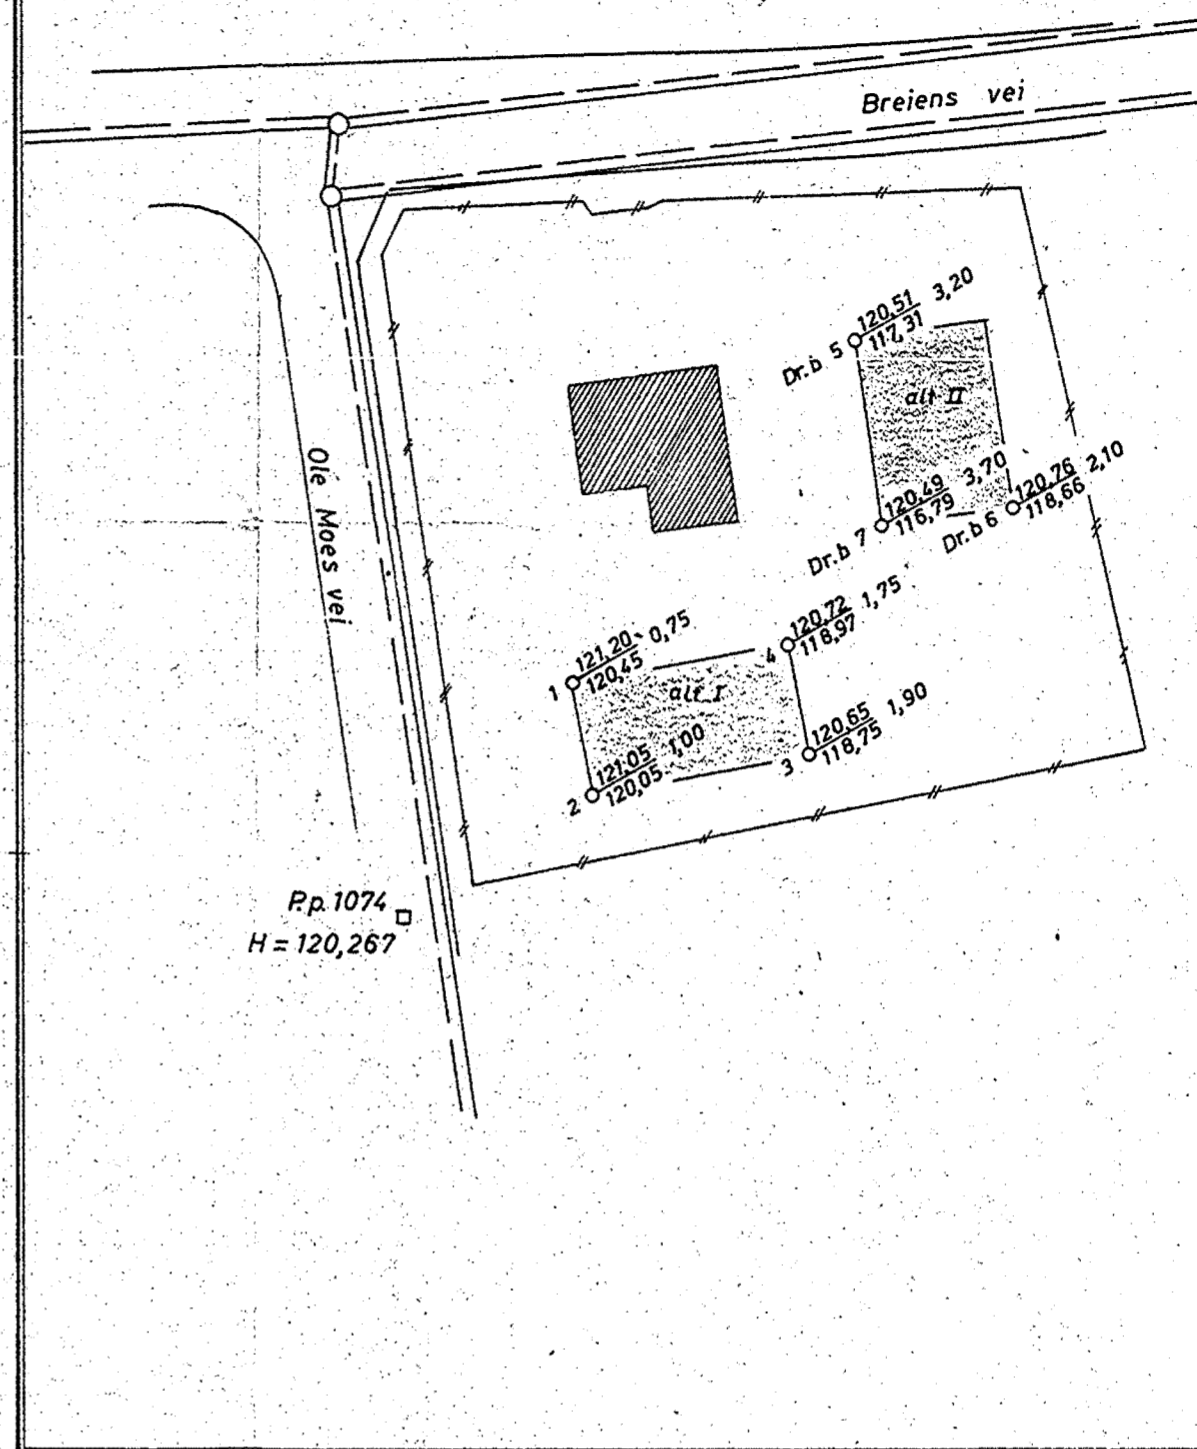 Breiens vei
120,51 3,20
Dr.b 5 117,31
alt II
120,49 3,70
Dr.b 7 116,79
120,76 2,10
Dr.b 6 118,66
Ole Moes vei
121,20 0,75
1 120,45
120,72 1,75
4 118,97
alt I
121,05 1,00
2 120,05
120,65 1,90
3 118,75
P.p. 1074
H = 120,267